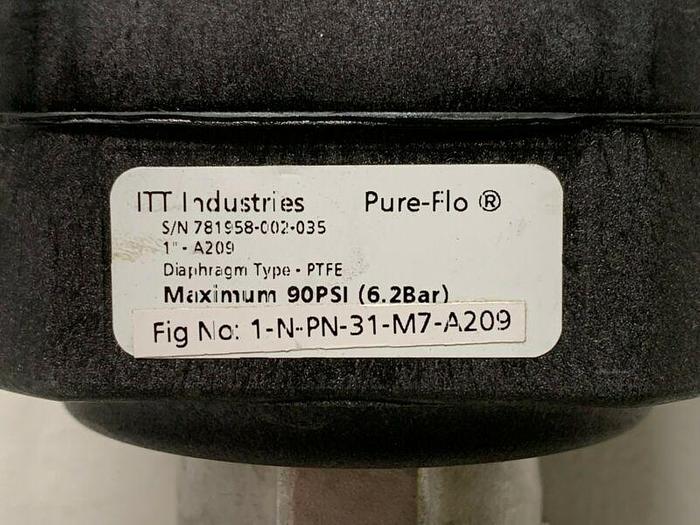 ITT Industries Pure-Flo ®
S/N 781958-002-035
1" - A209
Diaphragm Type - PTFE
Maximum 90PSI (6.2Bar)
Fig No: 1-N-PN-31-M7-A209